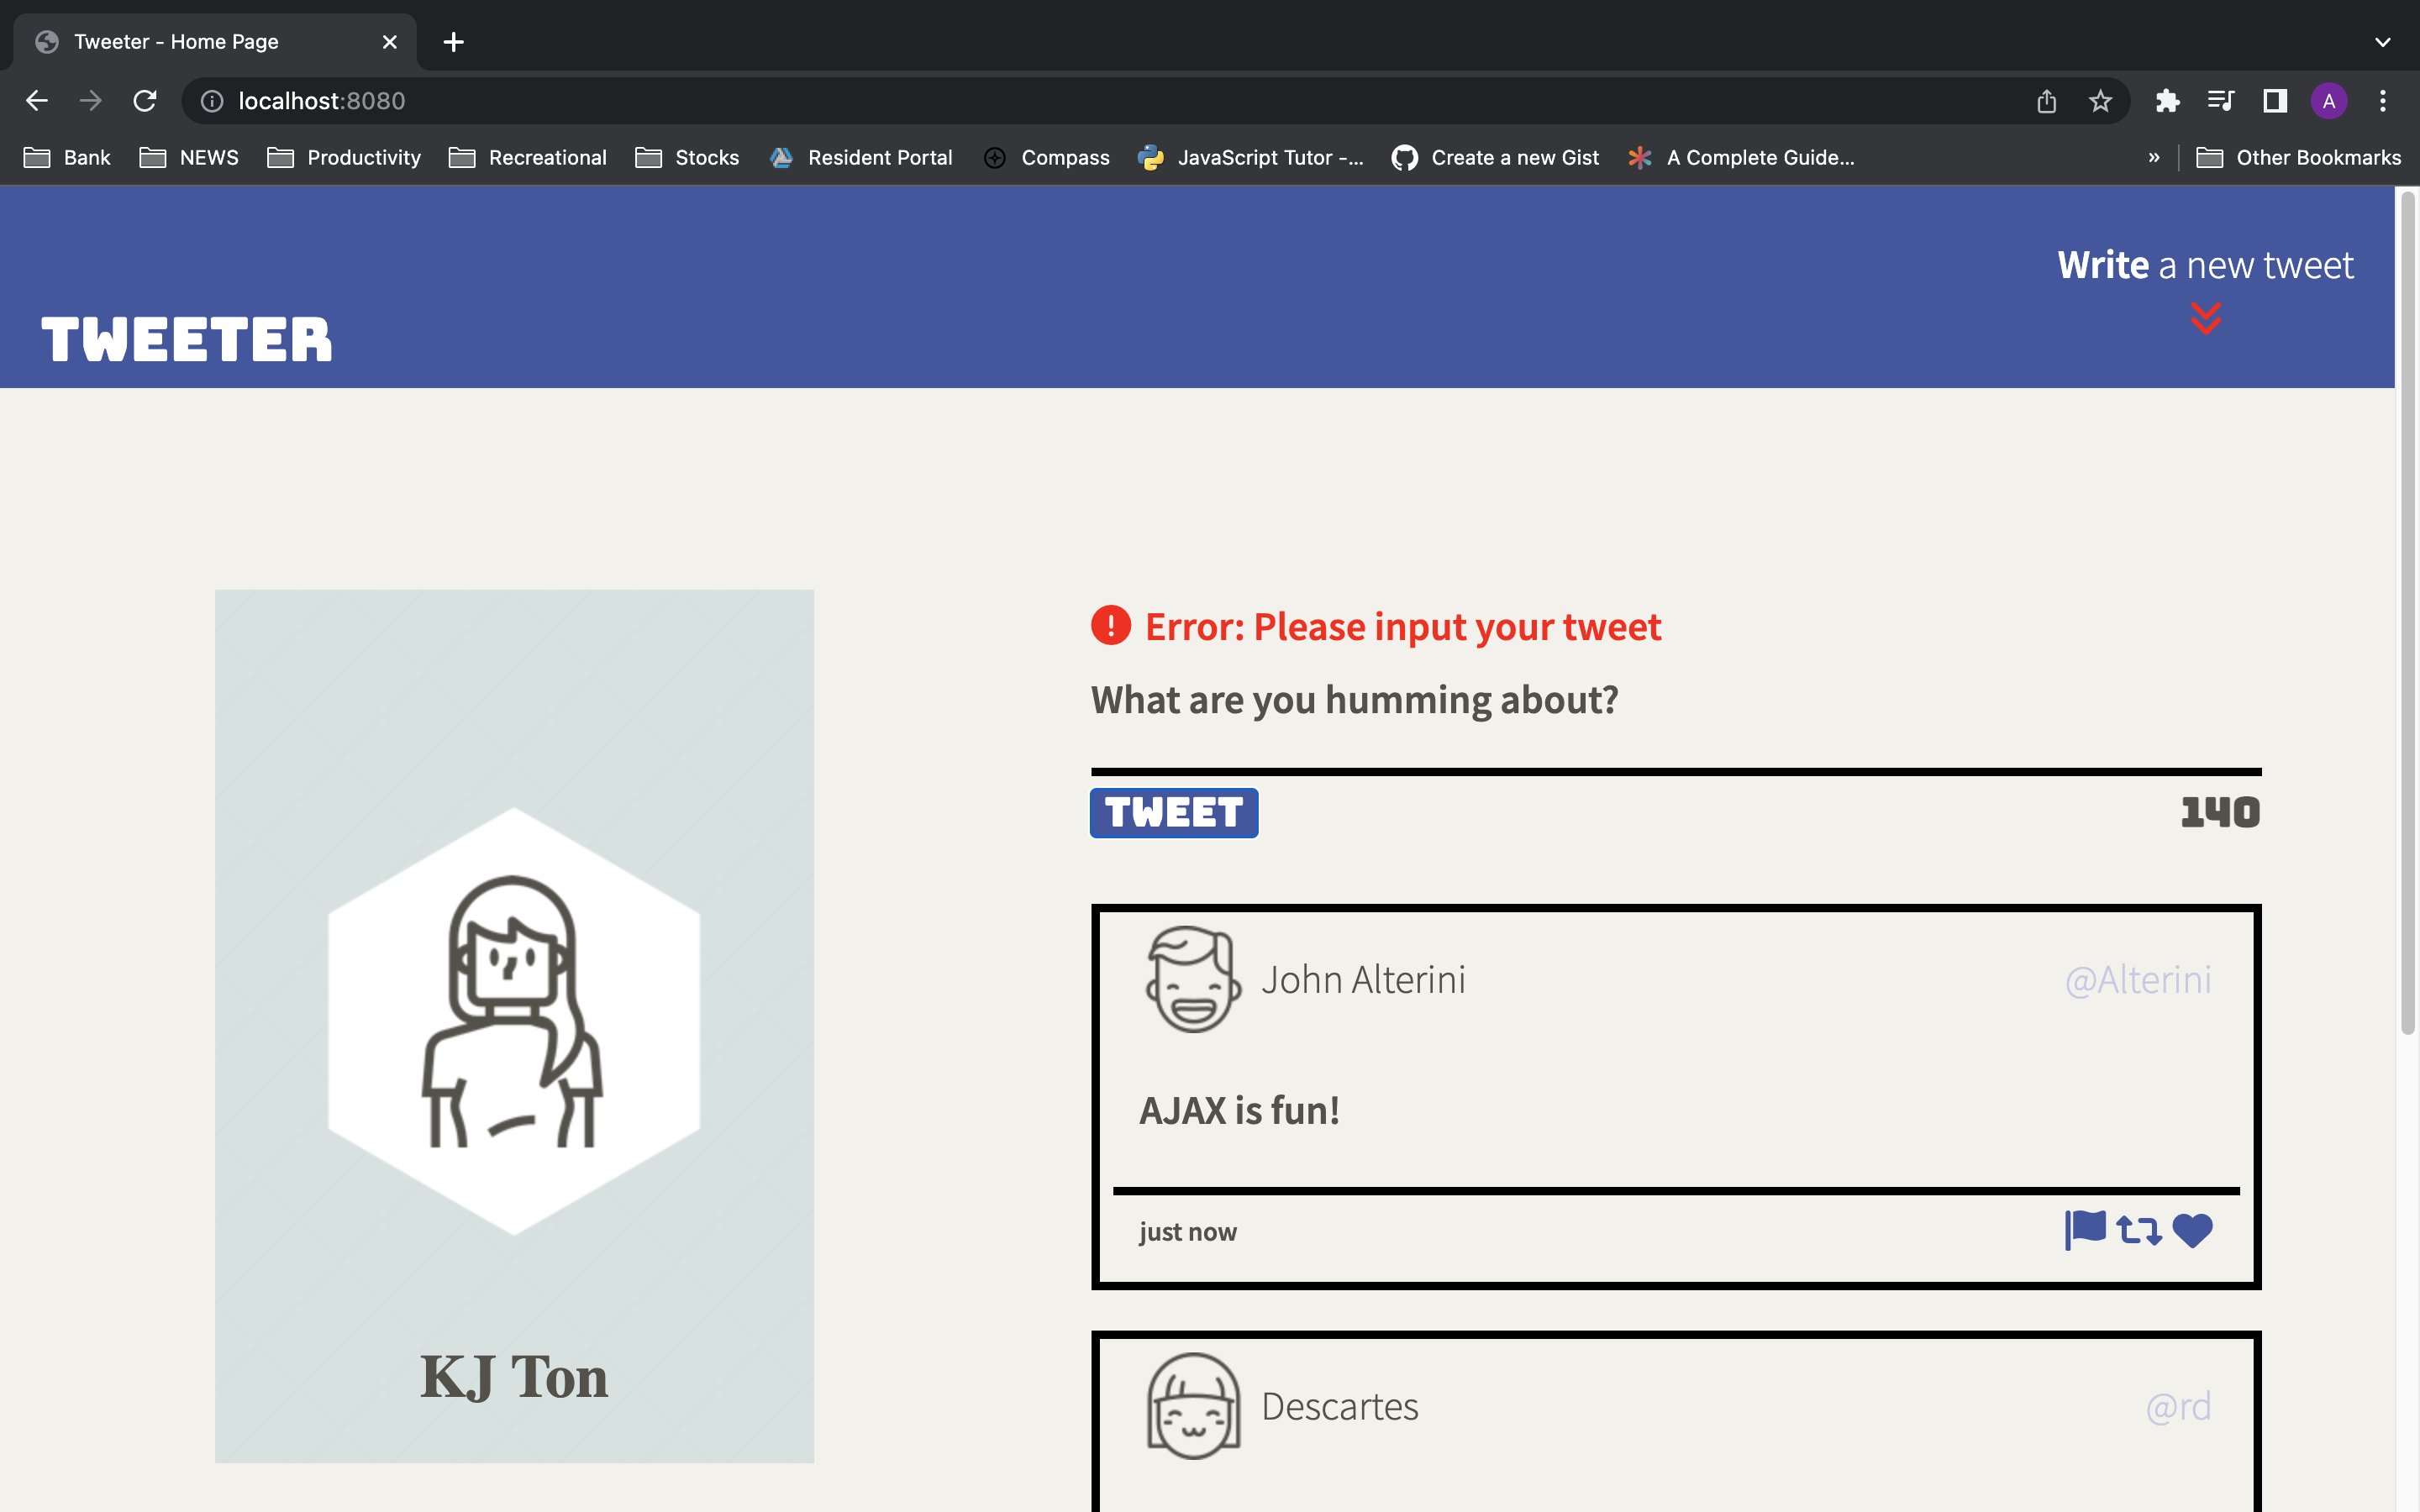 Tweeter - Home Page
localhost:8080
A
Bank
NEWS
Productivity
Recreational
Stocks
Resident Portal
Compass
JavaScript Tutor -...
Create a new Gist
A Complete Guide...
»
Other Bookmarks
Write a new tweet
TWEETER
Error: Please input your tweet
What are you humming about?
TWEET
140
John Alterini
@Alterini
AJAX is fun!
just now
KJ Ton
Descartes
@rd